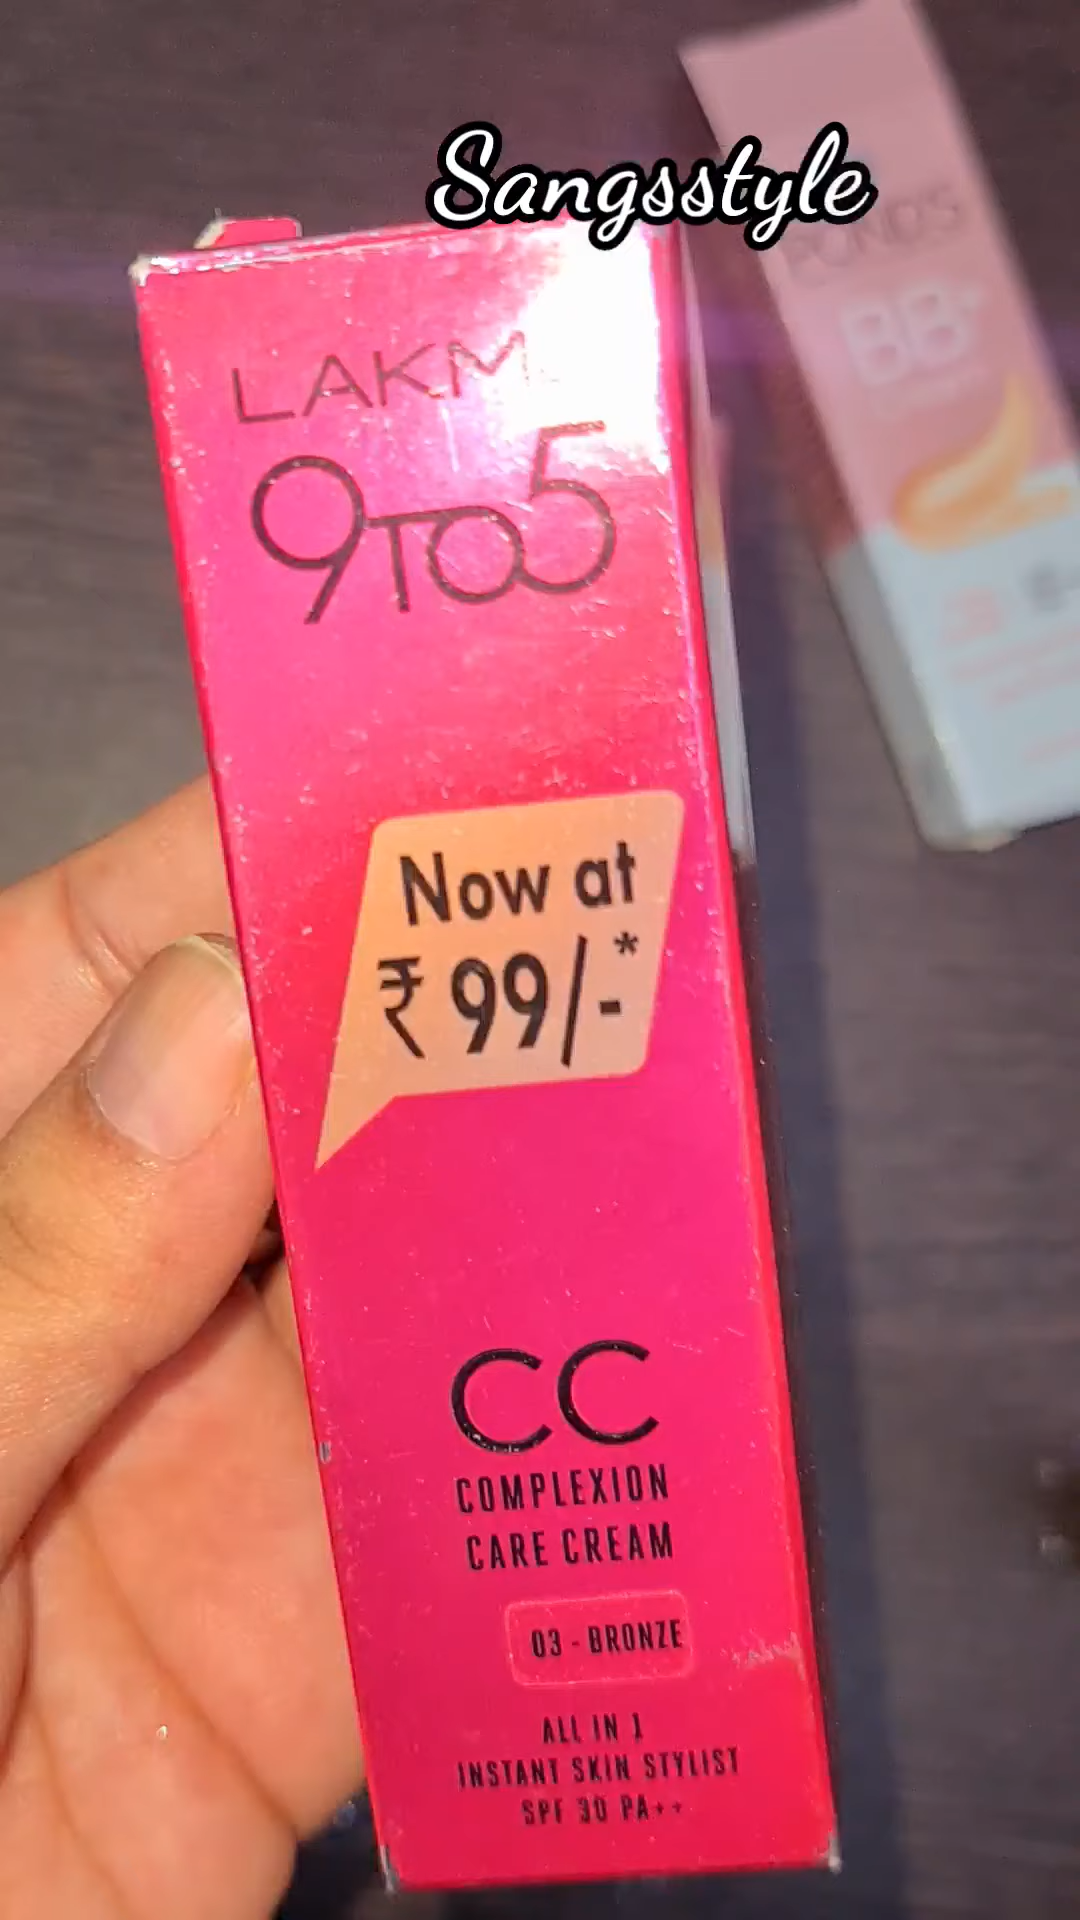 Sangsstyle
LAKM
9TO5
Now at
₹99/-*
CC
COMPLEXION
CARE CREAM
03 - BRONZE
ALL IN 1
INSTANT SKIN STYLIST
SPF 30 PA++
POND'S
BB+